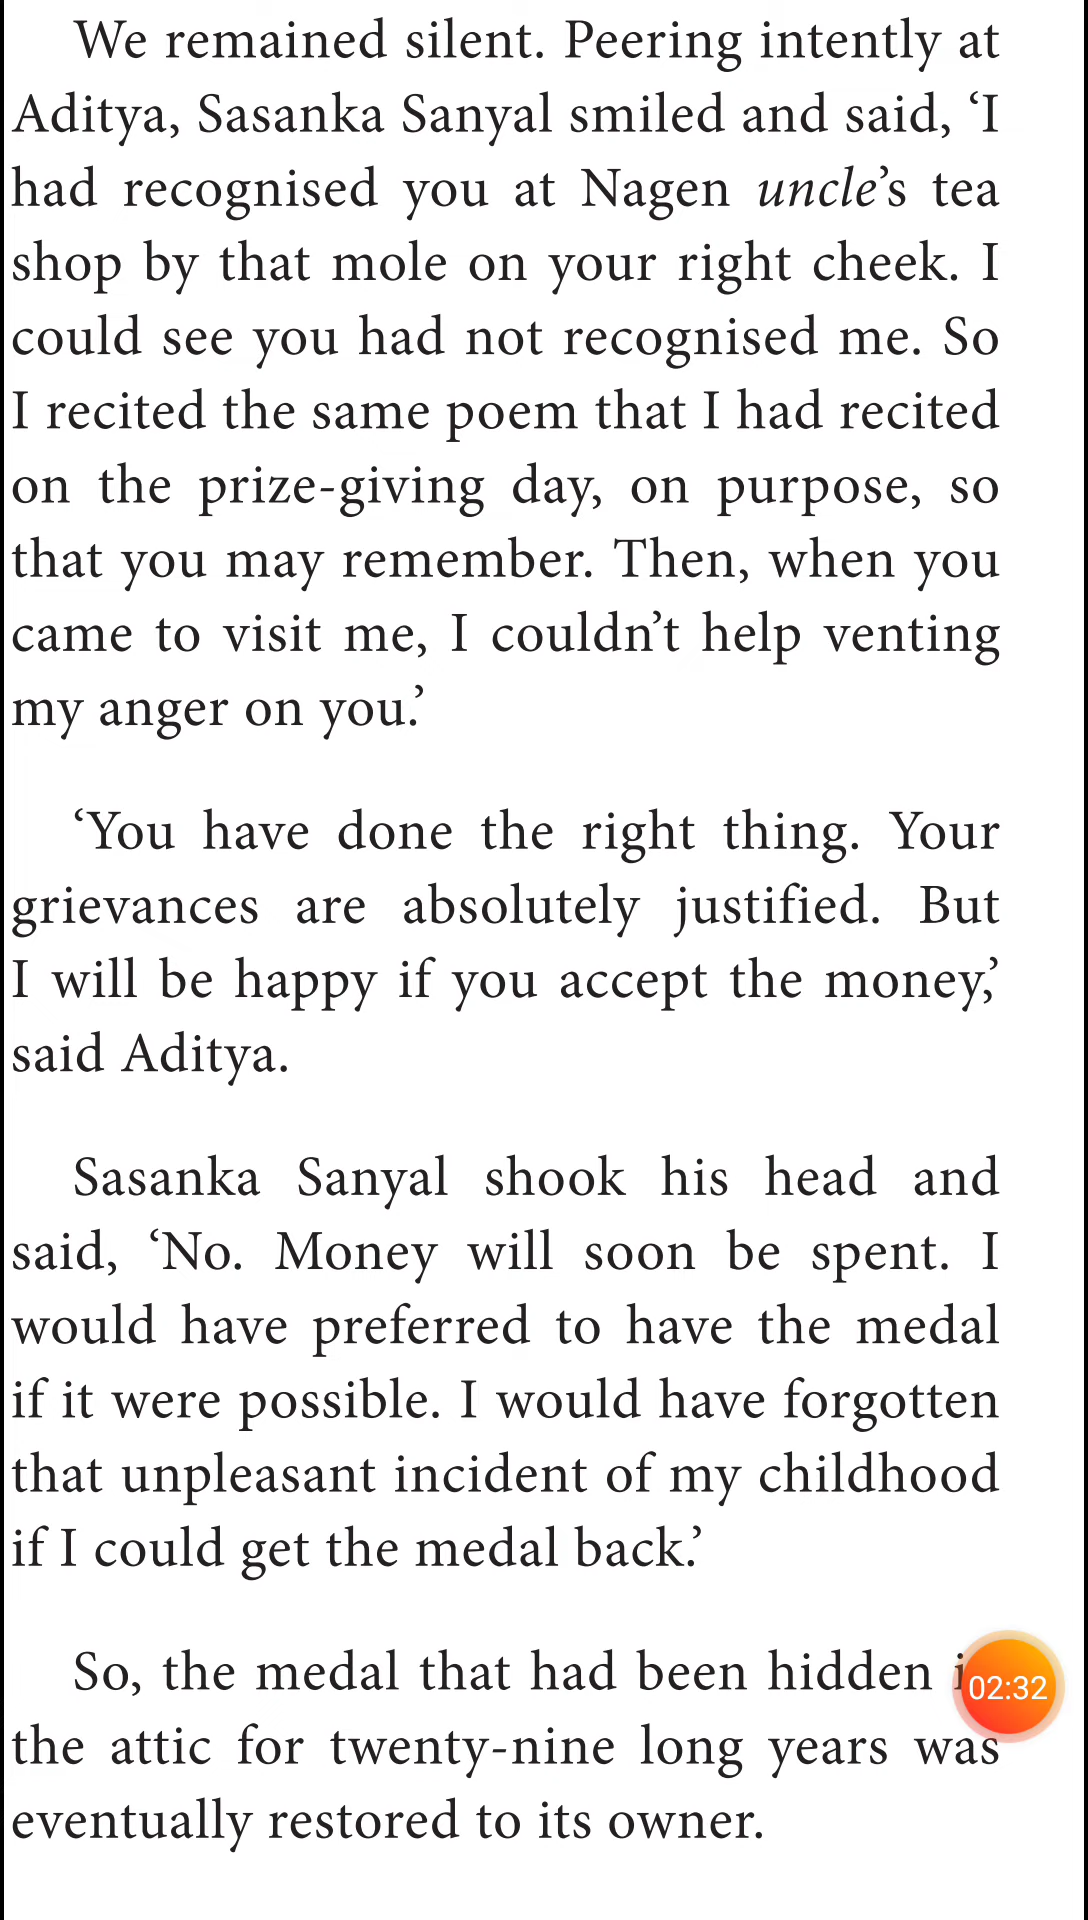 We remained silent. Peering intently at
Aditya, Sasanka Sanyal smiled and said, ‘I
had recognised you at Nagen uncle’s tea
shop by that mole on your right cheek. I
could see you had not recognised me. So
I recited the same poem that I had recited
on the prize-giving day, on purpose, so
that you may remember. Then, when you
came to visit me, I couldn’t help venting
my anger on you.’
‘You have done the right thing. Your
grievances are absolutely justified. But
I will be happy if you accept the money,’
said Aditya.
Sasanka Sanyal shook his head and
said, ‘No. Money will soon be spent. I
would have preferred to have the medal
if it were possible. I would have forgotten
that unpleasant incident of my childhood
if I could get the medal back.’
So, the medal that had been hidden
02:32
the attic for twenty-nine long years was
eventually restored to its owner.